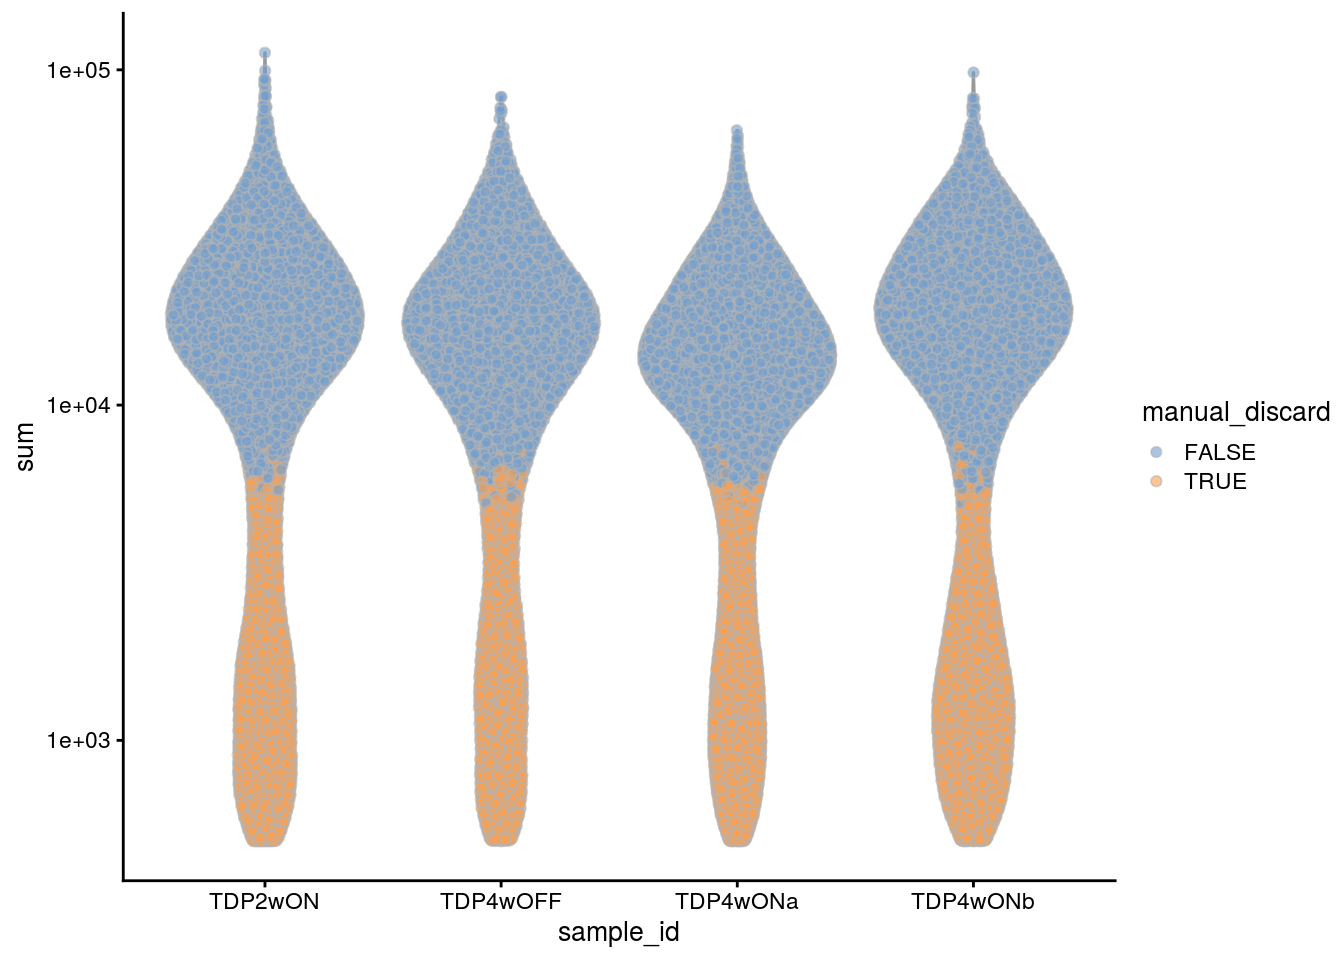 1e+05
1e+04
1e+03
sum
TDP2wON
TDP4wOFF
TDP4wONa
TDP4wONb
sample_id
manual_discard
FALSE
TRUE